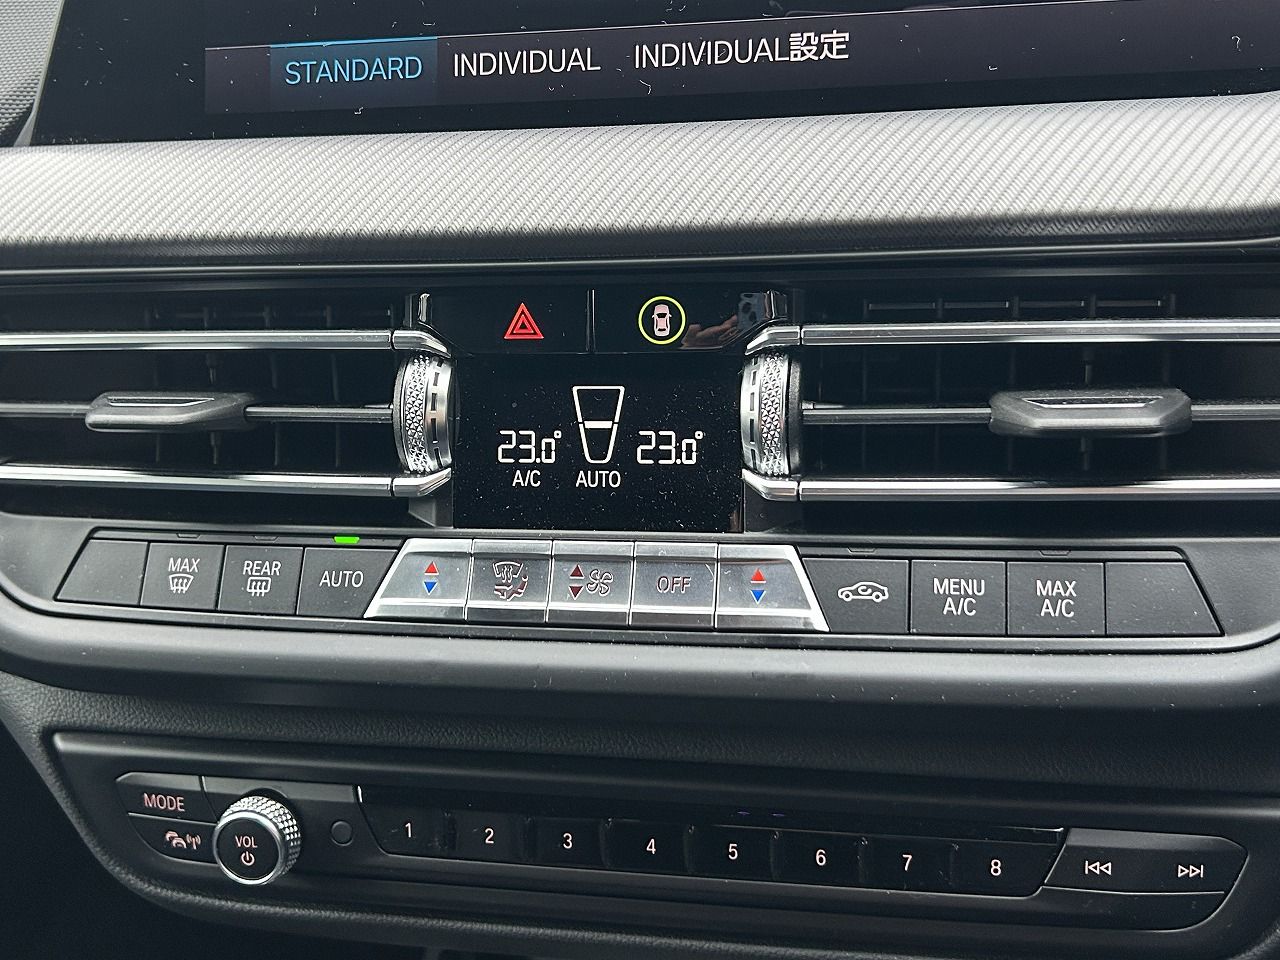 STANDARD INDIVIDUAL INDIVIDUAL設定
23.0° 23.0°
A/C AUTO
MAX REAR AUTO OFF MENU A/C MAX A/C
MODE
VOL
1 2 3 4 5 6 7 8